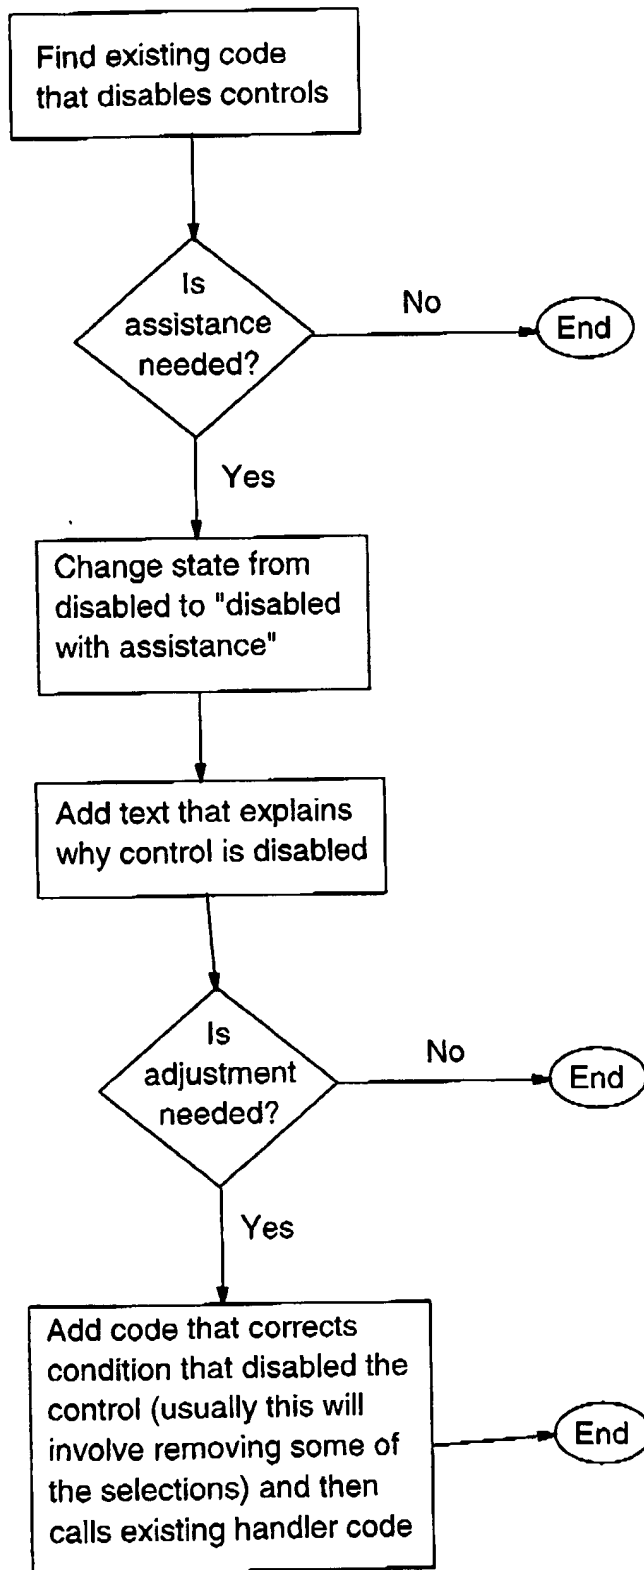 Find existing code
that disables controls
Is
assistance
needed?
No
End
Yes
Change state from
disabled to "disabled
with assistance"
Add text that explains
why control is disabled
Is
adjustment
needed?
No
End
Yes
Add code that corrects
condition that disabled the
control (usually this will
involve removing some of
the selections) and then
calls existing handler code
End